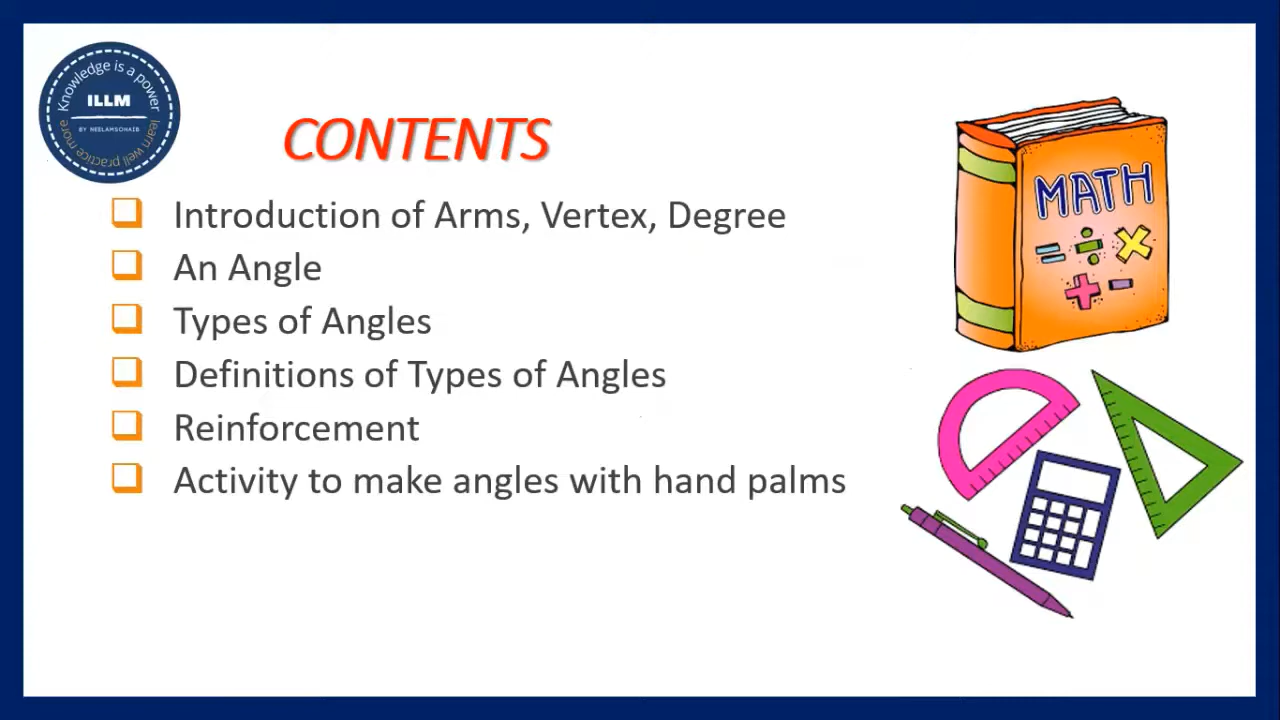 Knowledge is a power
ILLM
BY NEELAMSCHAIB
learn well practice more
CONTENTS
Introduction of Arms, Vertex, Degree
An Angle
Types of Angles
Definitions of Types of Angles
Reinforcement
Activity to make angles with hand palms
MATH
= ÷ ×
+ -